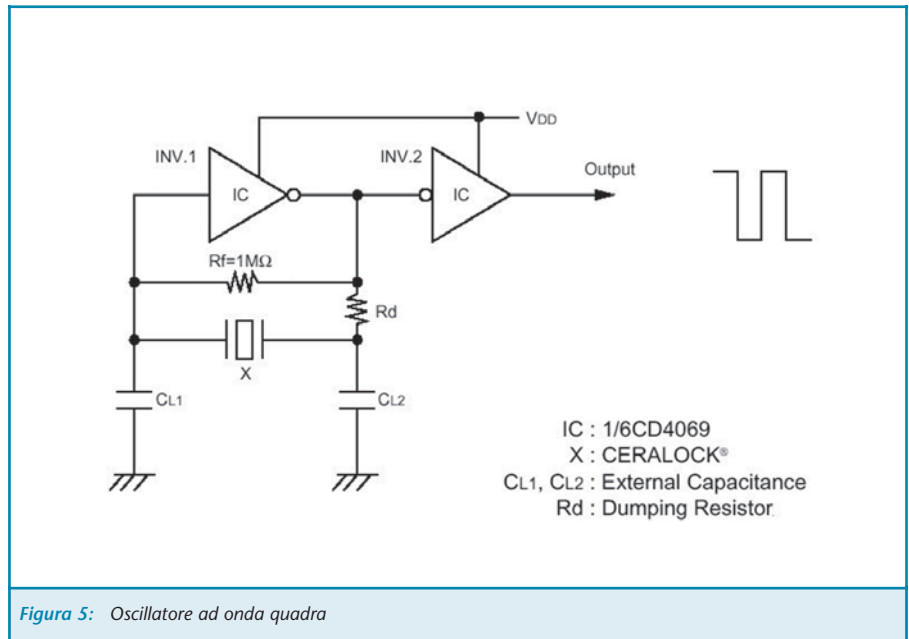 VDD
INV.1
INV.2
Output
IC
IC
Rf=1MΩ
Rd
X
CL1
CL2
IC : 1/6CD4069
X : CERALOCK®
CL1, CL2 : External Capacitance
Rd : Dumping Resistor
Figura 5: Oscillatore ad onda quadra